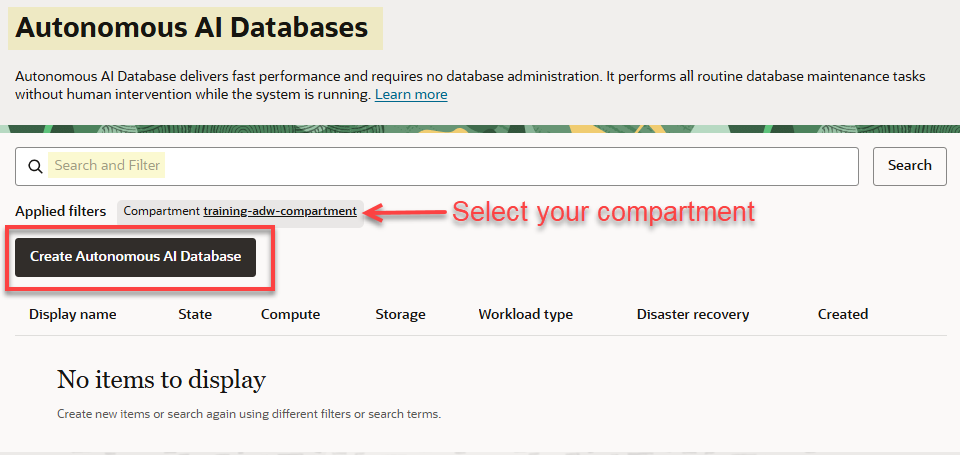 Autonomous AI Databases
Autonomous AI Database delivers fast performance and requires no database administration. It performs all routine database maintenance tasks
without human intervention while the system is running. Learn more
Search and Filter
Search
Applied filters Compartment training-adw-compartment Select your compartment
Create Autonomous AI Database
Display name State Compute Storage Workload type Disaster recovery Created
No items to display
Create new items or search again using different filters or search terms.